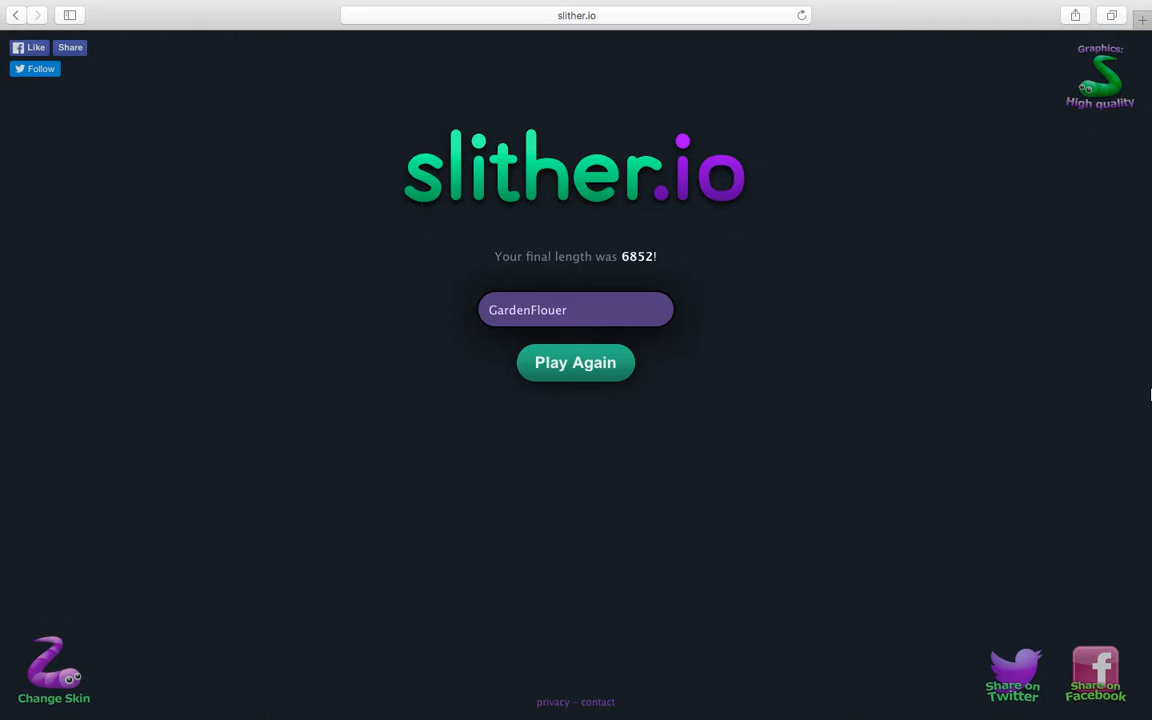 slither.io
Like Share
Follow
Graphics:
High quality
slither.io
Your final length was 6852!
GardenFlouer
Play Again
Change Skin
Share on Twitter
Share on Facebook
privacy – contact